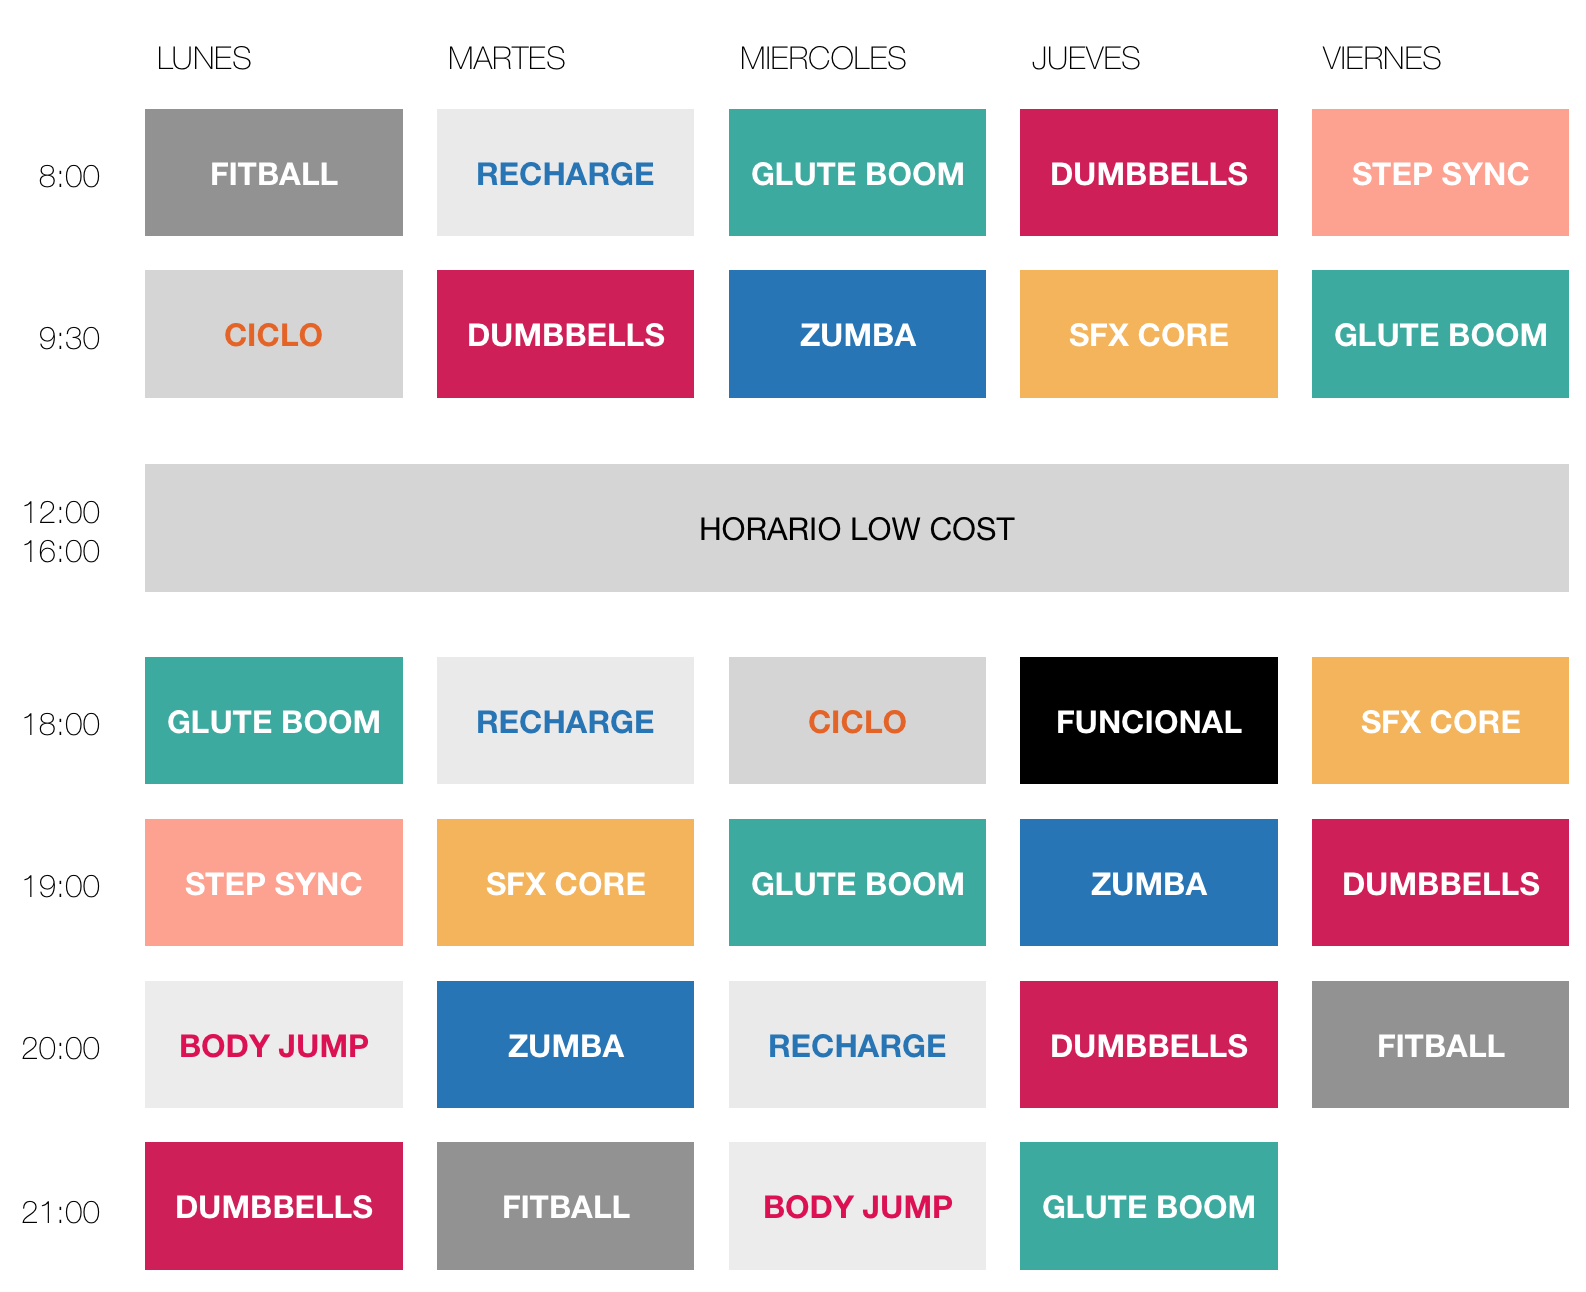 LUNES MARTES MIERCOLES JUEVES VIERNES
8:00 FITBALL RECHARGE GLUTE BOOM DUMBBELLS STEP SYNC
9:30 CICLO DUMBBELLS ZUMBA SFX CORE GLUTE BOOM
12:00
16:00
HORARIO LOW COST
18:00 GLUTE BOOM RECHARGE CICLO FUNCIONAL SFX CORE
19:00 STEP SYNC SFX CORE GLUTE BOOM ZUMBA DUMBBELLS
20:00 BODY JUMP ZUMBA RECHARGE DUMBBELLS FITBALL
21:00 DUMBBELLS FITBALL BODY JUMP GLUTE BOOM